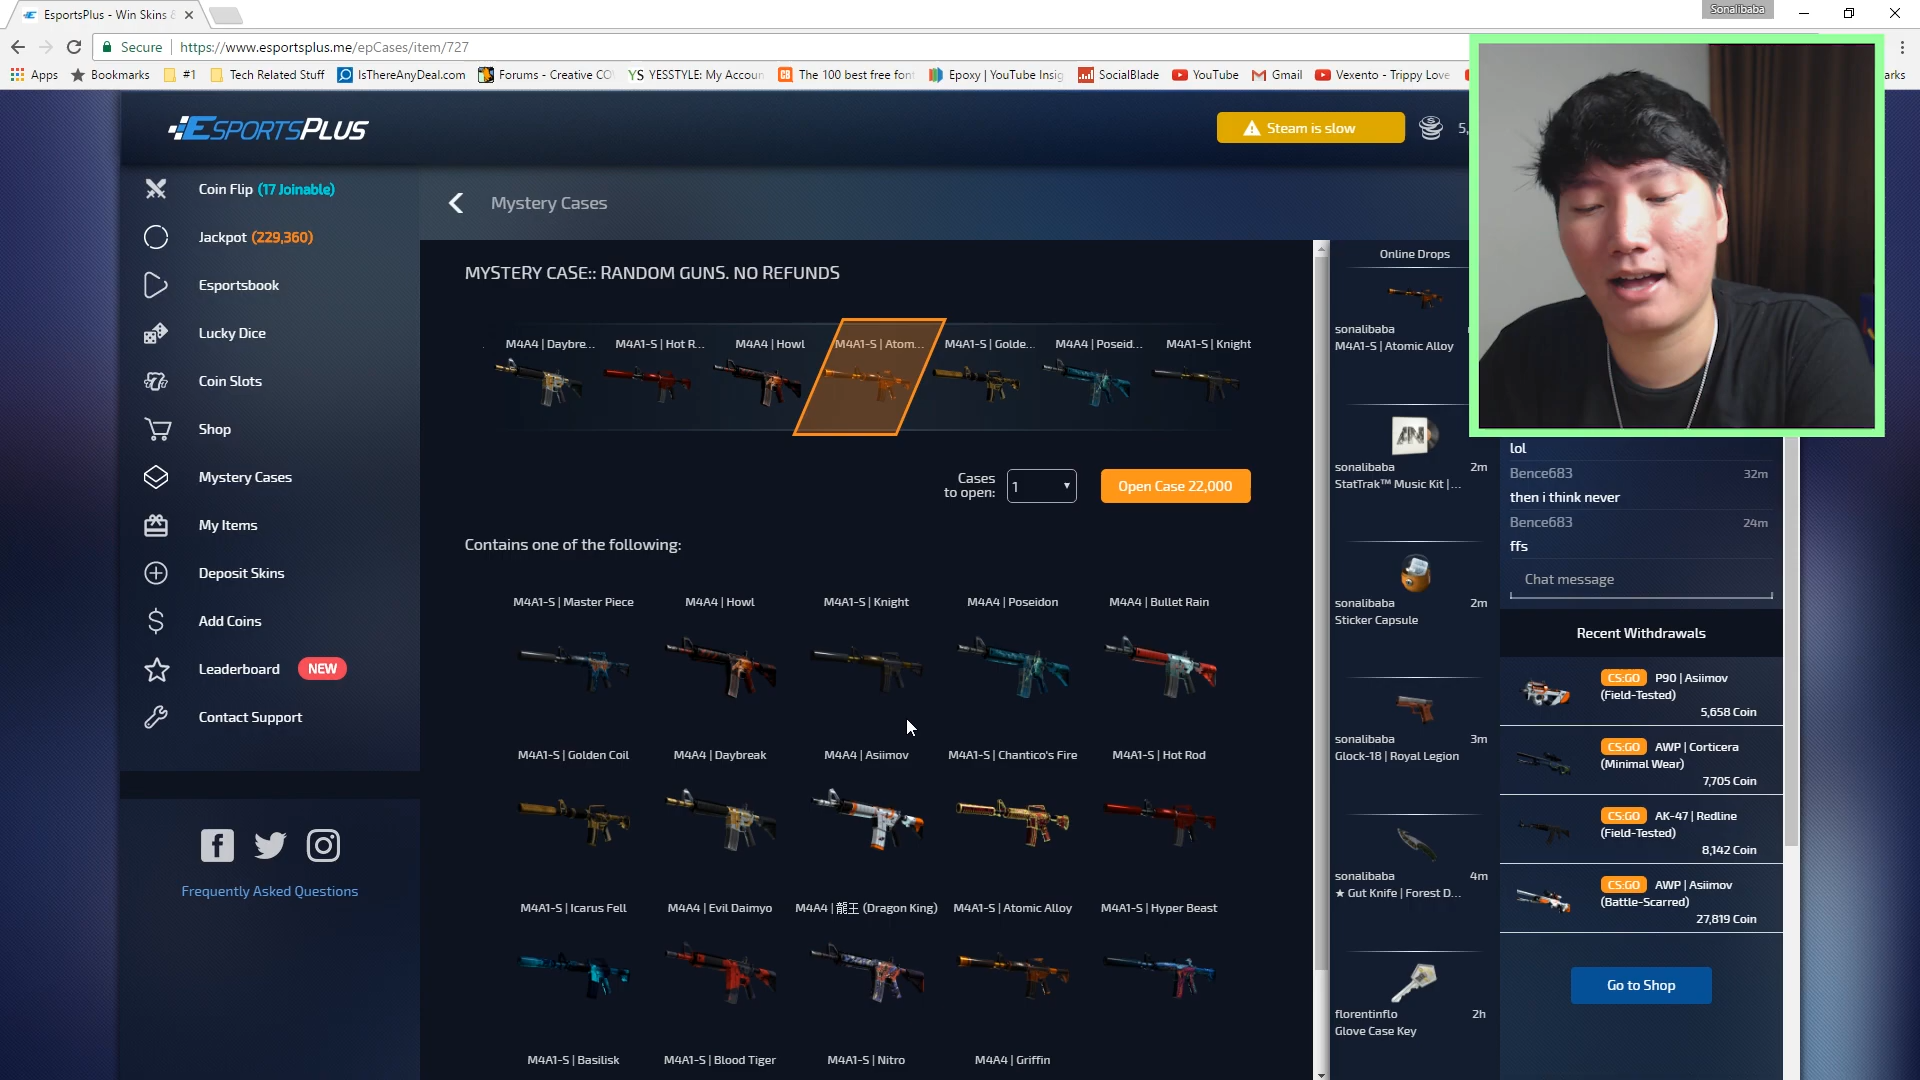 EsportsPlus - Win Skins &
Sonalibaba
Secure
https://www.esportsplus.me/epCases/item/727
Apps
Bookmarks
#1
Tech Related Stuff
IsThereAnyDeal.com
Forums - Creative CO
YS YESSTYLE: My Accoun
CB The 100 best free font
Epoxy | YouTube Insig
SocialBlade
YouTube
Gmail
Vexento - Trippy Love
arks
ESPORTSPLUS
Steam is slow
5,
Coin Flip (17 Joinable)
Jackpot (229,360)
Esportsbook
Lucky Dice
Coin Slots
Shop
Mystery Cases
My Items
Deposit Skins
Add Coins
Leaderboard NEW
Contact Support
Frequently Asked Questions
Mystery Cases
MYSTERY CASE:: RANDOM GUNS. NO REFUNDS
M4A4 | Daybre...
M4A1-S | Hot R...
M4A4 | Howl
M4A1-S | Atom...
M4A1-S | Golde...
M4A4 | Poseid...
M4A1-S | Knight
Cases
to open:
1
Open Case 22,000
Contains one of the following:
M4A1-S | Master Piece
M4A4 | Howl
M4A1-S | Knight
M4A4 | Poseidon
M4A4 | Bullet Rain
M4A1-S | Golden Coil
M4A4 | Daybreak
M4A4 | Asiimov
M4A1-S | Chantico's Fire
M4A1-S | Hot Rod
M4A1-S | Icarus Fell
M4A4 | Evil Daimyo
M4A4 | 龍王 (Dragon King)
M4A1-S | Atomic Alloy
M4A1-S | Hyper Beast
M4A1-S | Basilisk
M4A1-S | Blood Tiger
M4A1-S | Nitro
M4A4 | Griffin
Online Drops
sonalibaba
M4A1-S | Atomic Alloy
sonalibaba 2m
StatTrak™ Music Kit |...
sonalibaba 2m
Sticker Capsule
sonalibaba 3m
Glock-18 | Royal Legion
sonalibaba 4m
★ Gut Knife | Forest D...
florentinflo 2h
Glove Case Key
lol
Bence683 32m
then i think never
Bence683 24m
ffs
Chat message
Recent Withdrawals
CS:GO P90 | Asiimov
(Field-Tested)
5,658 Coin
CS:GO AWP | Corticera
(Minimal Wear)
7,705 Coin
CS:GO AK-47 | Redline
(Field-Tested)
8,142 Coin
CS:GO AWP | Asiimov
(Battle-Scarred)
27,819 Coin
Go to Shop